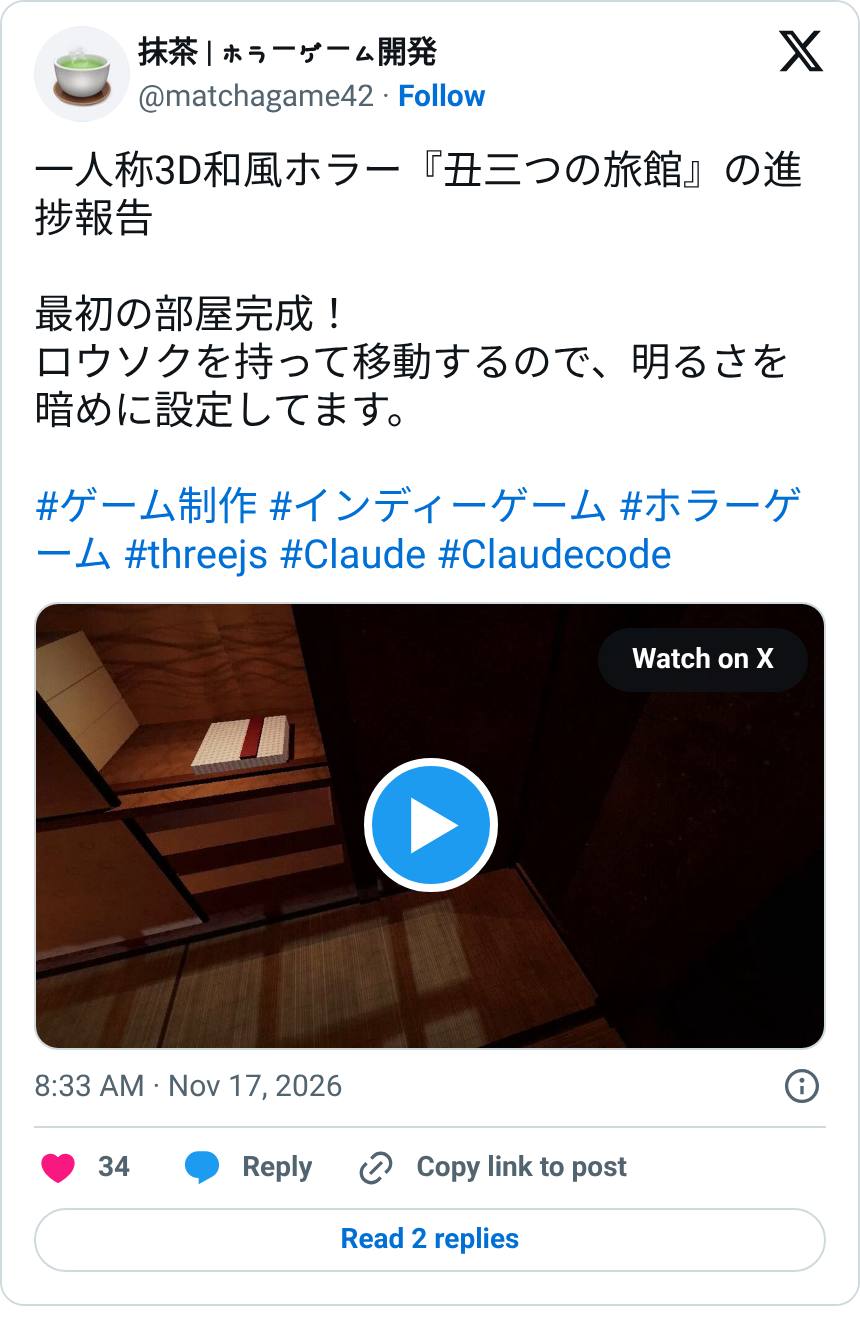 抹茶 | ホラーゲーム開発
@matchagame42 · Follow
一人称3D和風ホラー『丑三つの旅館』の進
捗報告
最初の部屋完成！
ロウソクを持って移動するので、明るさを
暗めに設定してます。
#ゲーム制作 #インディーゲーム #ホラーゲ
ーム #threejs #Claude #Claudecode
Watch on X
8:33 AM · Nov 17, 2026
34 Reply Copy link to post
Read 2 replies